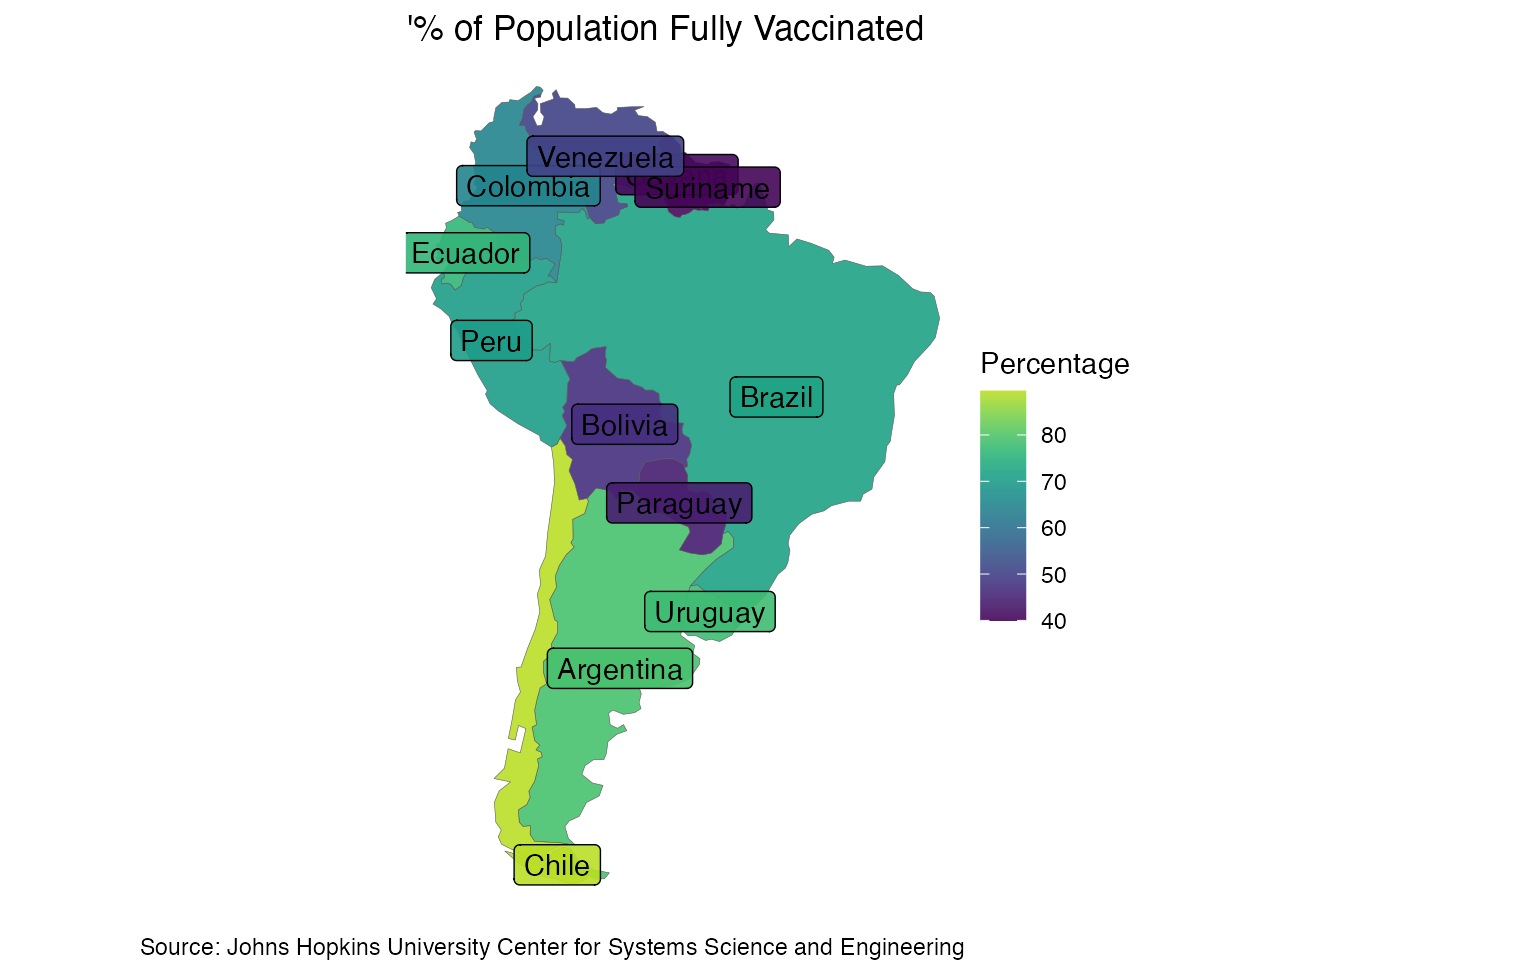 '% of Population Fully Vaccinated
Venezuela
Colombia
Suriname
Ecuador
Peru
Percentage
Brazil
Bolivia
80
70
Paraguay
60
50
Uruguay
40
Argentina
Chile
Source: Johns Hopkins University Center for Systems Science and Engineering